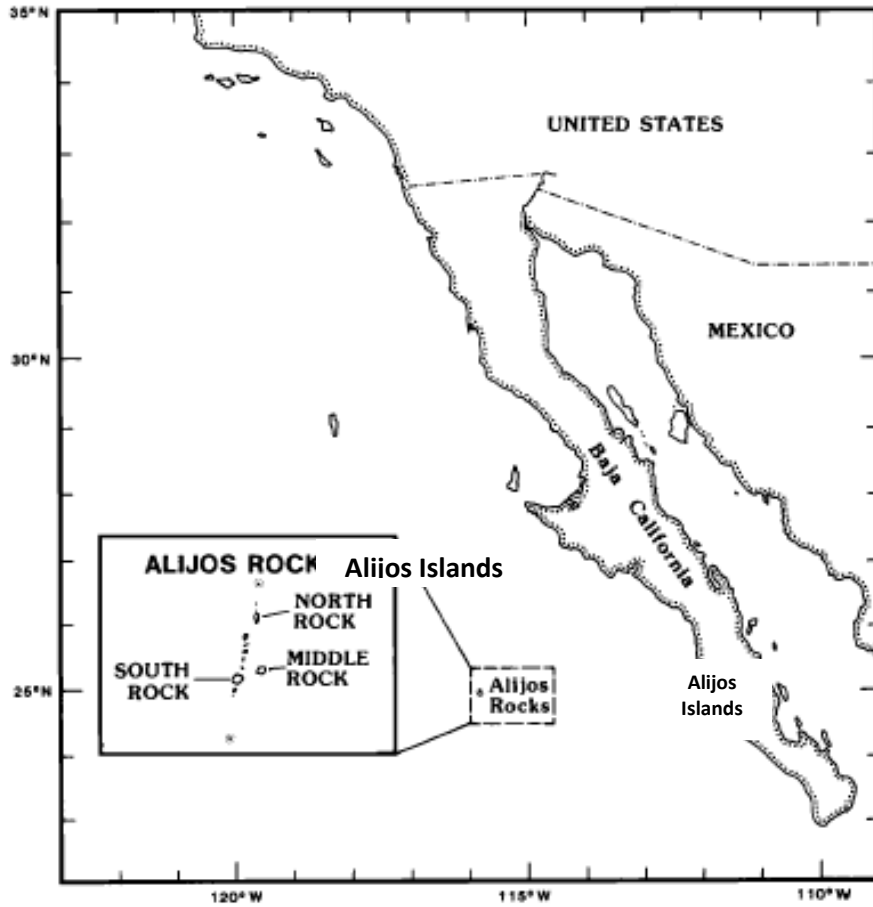 35°N
UNITED STATES
MEXICO
30°N
Baja
California
ALIJOS ROCK
Alijos Islands
NORTH
ROCK
SOUTH
ROCK
MIDDLE
ROCK
25°N
Alijos
Rocks
Alijos
Islands
120°W
115°W
110°W